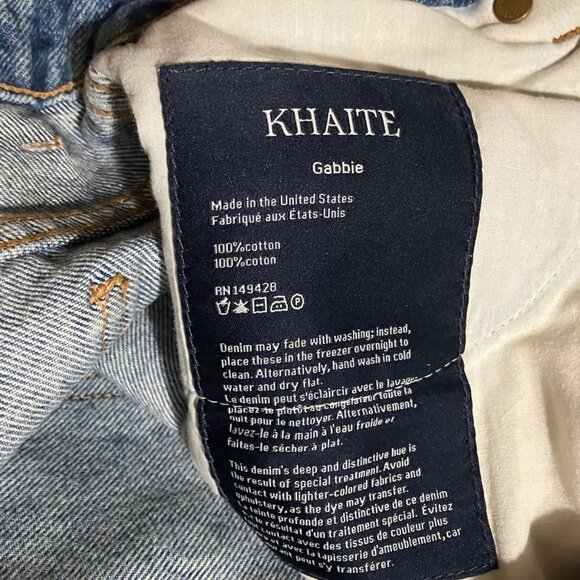 KHAITE
Gabbie
Made in the United States
Fabriqué aux États-Unis
100%cotton
100%coton
RN 149428
Denim may fade with washing; instead,
place these in the freezer overnight to
clean. Alternatively, hand wash in cold
water and dry flat.
Le denim peut s'éclaircir avec le lavage,
placez-le plutôt au congélateur toute la
nuit pour le nettoyer. Alternativement,
lavez-le à la main à l'eau froide et
faites-le sécher à plat.
This denim's deep and distinctive hue is
the result of special treatment. Avoid
contact with lighter-colored fabrics and
upholstery, as the dye may transfer.
La teinte profonde et distinctive de ce denim
le résultat d'un traitement spécial. Évitez
contact avec des tissus de couleur plus
et avec la tapisserie d'ameublement, car
peut s'y transférer.